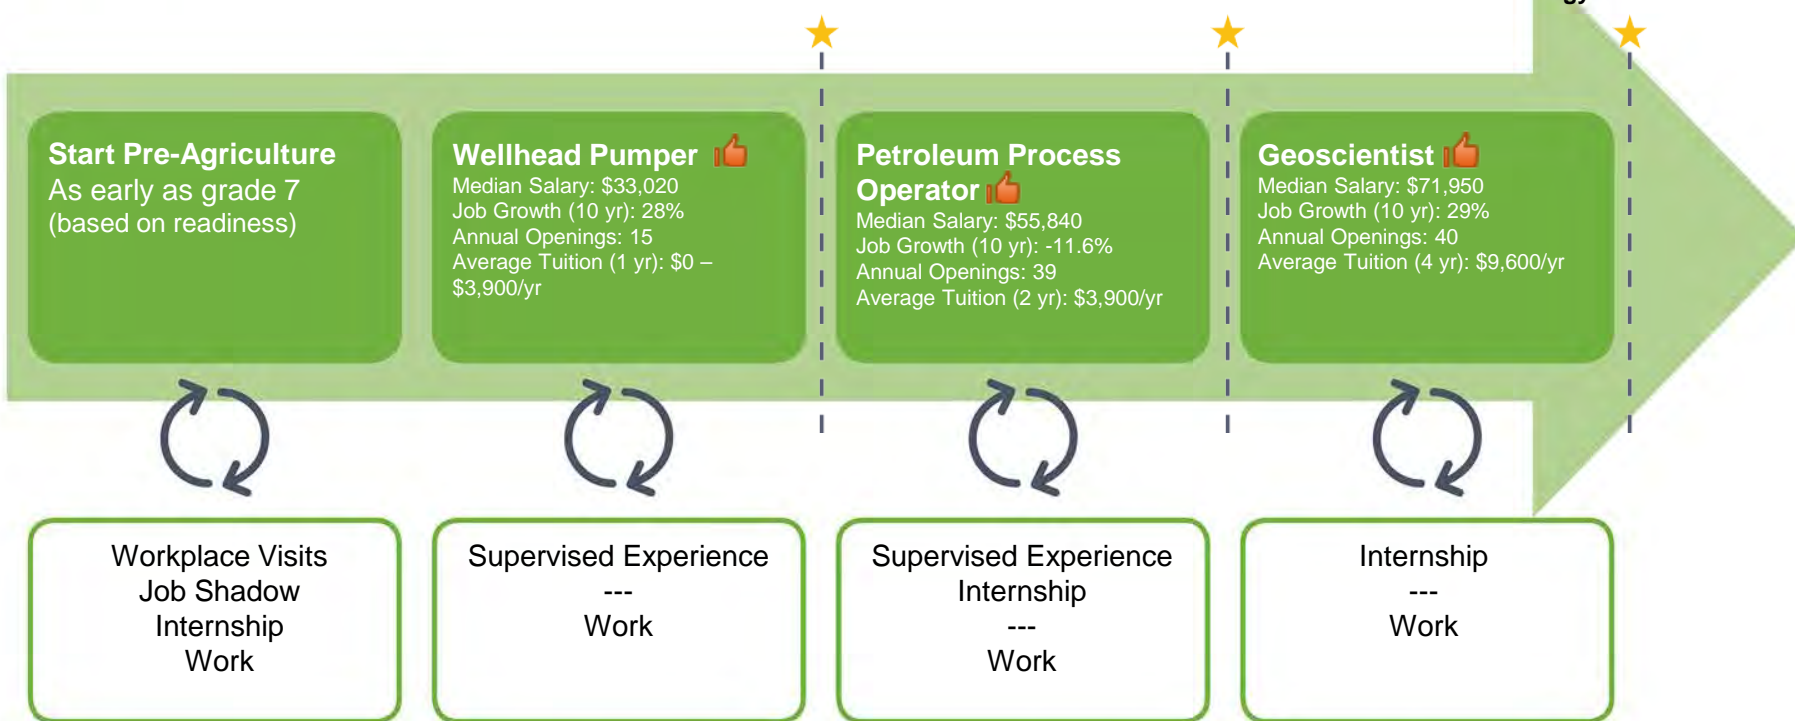 gy
Start Pre-Agriculture
As early as grade 7
(based on readiness)
Wellhead Pumper
Median Salary: $33,020
Job Growth (10 yr): 28%
Annual Openings: 15
Average Tuition (1 yr): $0 –
$3,900/yr
Petroleum Process
Operator
Median Salary: $55,840
Job Growth (10 yr): -11.6%
Annual Openings: 39
Average Tuition (2 yr): $3,900/yr
Geoscientist
Median Salary: $71,950
Job Growth (10 yr): 29%
Annual Openings: 40
Average Tuition (4 yr): $9,600/yr
Workplace Visits
Job Shadow
Internship
Work
Supervised Experience
---
Work
Supervised Experience
Internship
---
Work
Internship
---
Work